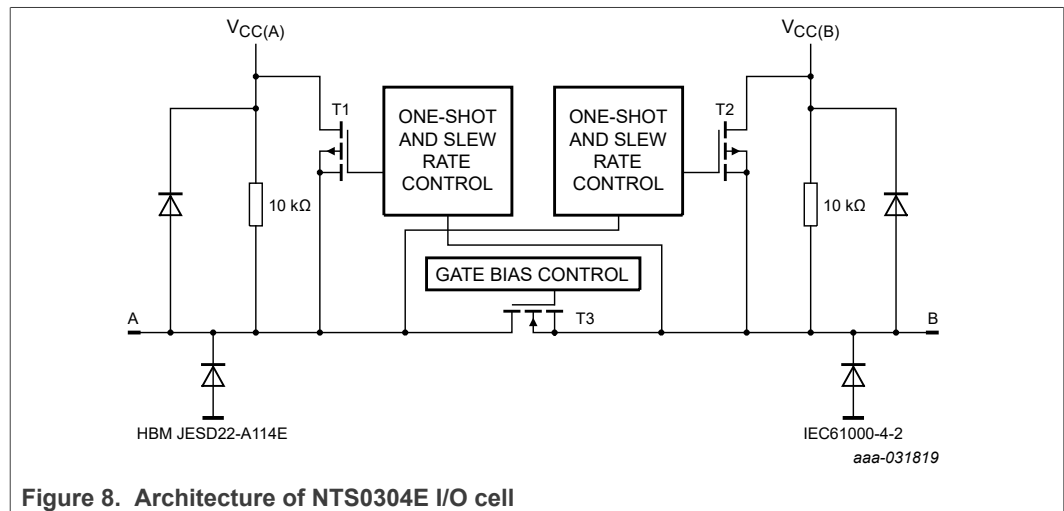 VCC(A)
VCC(B)
T1
ONE-SHOT
AND SLEW
RATE
CONTROL
ONE-SHOT
AND SLEW
RATE
CONTROL
T2
10 kΩ
10 kΩ
GATE BIAS CONTROL
A
T3
B
HBM JESD22-A114E
IEC61000-4-2
aaa-031819
Figure 8. Architecture of NTS0304E I/O cell